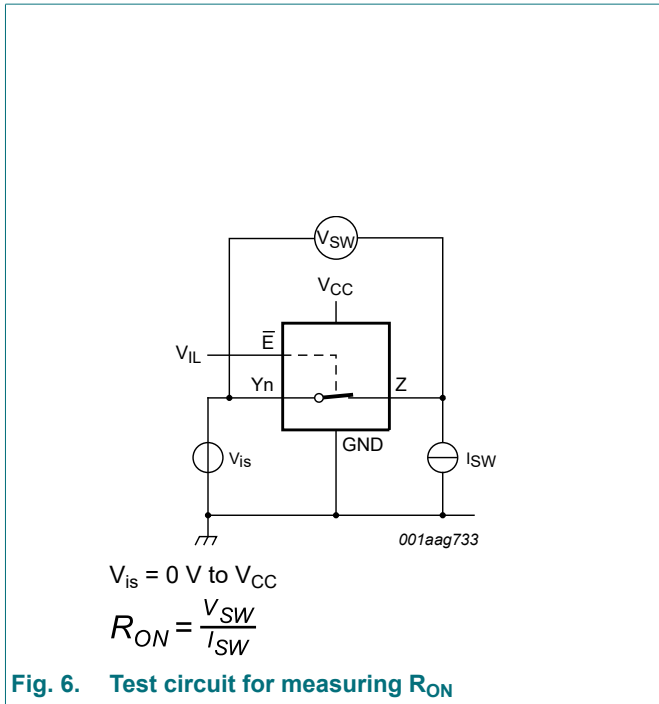 VSW
VCC
E̅
VIL
Yn
Z
GND
Vis
ISW
001aag733
Vis = 0 V to VCC
RON = VSW / ISW
Fig. 6. Test circuit for measuring RON